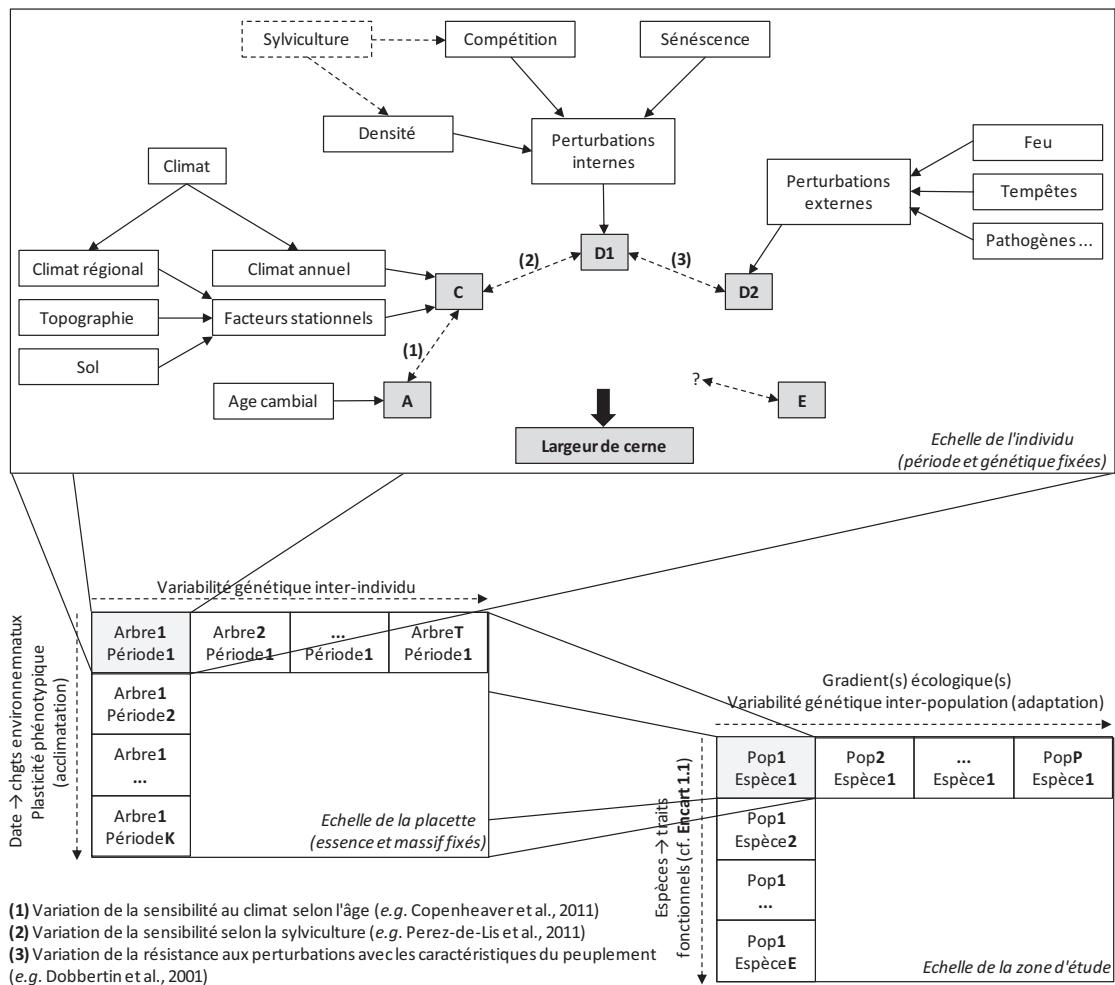 Sylviculture
Compétition
Sénéscence
Densité
Perturbations
internes
Climat
Perturbations
externes
Feu
Tempêtes
Pathogènes ...
Climat régional
Climat annuel
Topographie
Facteurs stationnels
Sol
C
(2)
D1
(3)
D2
(1)
Age cambial
A
?
E
Largeur de cerne
Echelle de l'individu
(période et génétique fixées)
Variabilité génétique inter-individu
Date → chgts environnemnatux
Plasticité phénotypique
(acclimatation)
Arbre1
Période1
Arbre2
Période1
...
Période1
ArbreT
Période1
Arbre1
Période2
Arbre1
...
Arbre1
PériodeK
Echelle de la placette
(essence et massif fixés)
Gradient(s) écologique(s)
Variabilité génétique inter-population (adaptation)
Espèces → traits
fonctionnels (cf. Encart 1.1)
Pop1
Espèce1
Pop2
Espèce1
...
Espèce1
PopP
Espèce1
Pop1
Espèce2
Pop1
...
Pop1
EspèceE
Echelle de la zone d'étude
(1) Variation de la sensibilité au climat selon l'âge (e.g. Copenheaver et al., 2011)
(2) Variation de la sensibilité selon la sylviculture (e.g. Perez-de-Lis et al., 2011)
(3) Variation de la résistance aux perturbations avec les caractéristiques du peuplement
(e.g. Dobbertin et al., 2001)